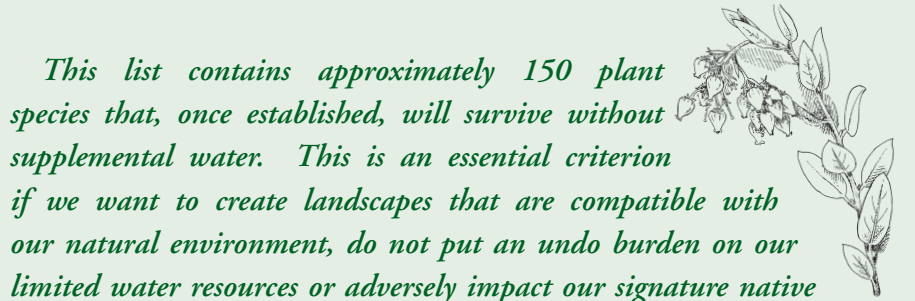 This list contains approximately 150 plant
species that, once established, will survive without
supplemental water. This is an essential criterion
if we want to create landscapes that are compatible with
our natural environment, do not put an undo burden on our
limited water resources or adversely impact our signature native